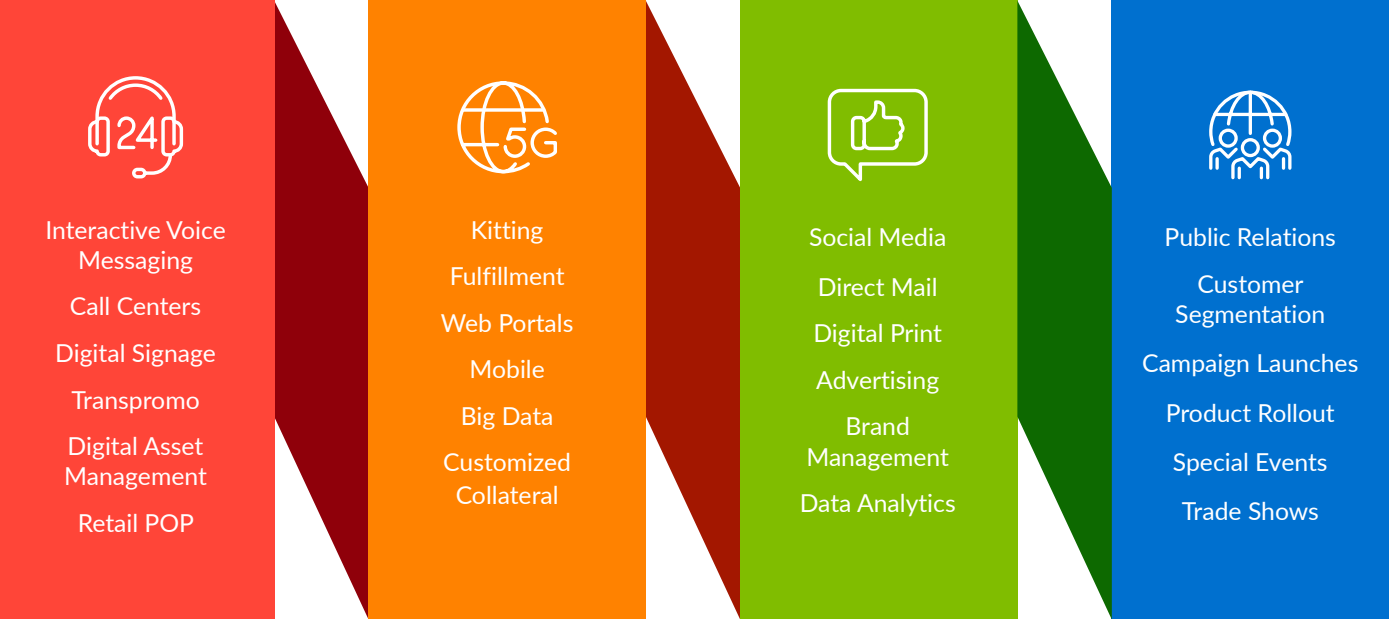 24
Interactive Voice
Messaging
Call Centers
Digital Signage
Transpromo
Digital Asset
Management
Retail POP
5G
Kitting
Fulfillment
Web Portals
Mobile
Big Data
Customized
Collateral
Social Media
Direct Mail
Digital Print
Advertising
Brand
Management
Data Analytics
Public Relations
Customer
Segmentation
Campaign Launches
Product Rollout
Special Events
Trade Shows